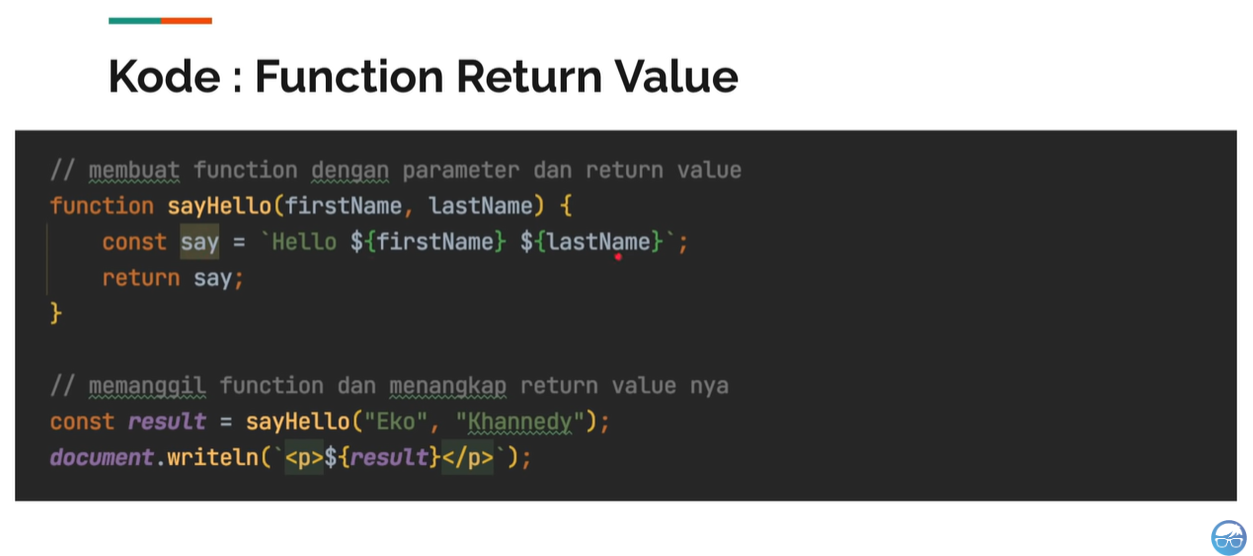 Kode : Function Return Value
// membuat function dengan parameter dan return value
function sayHello(firstName, lastName) {
    const say = `Hello ${firstName} ${lastName}`;
    return say;
}
// memanggil function dan menangkap return value nya
const result = sayHello("Eko", "Khannedy");
document.writeln(`<p>${result}</p>`);